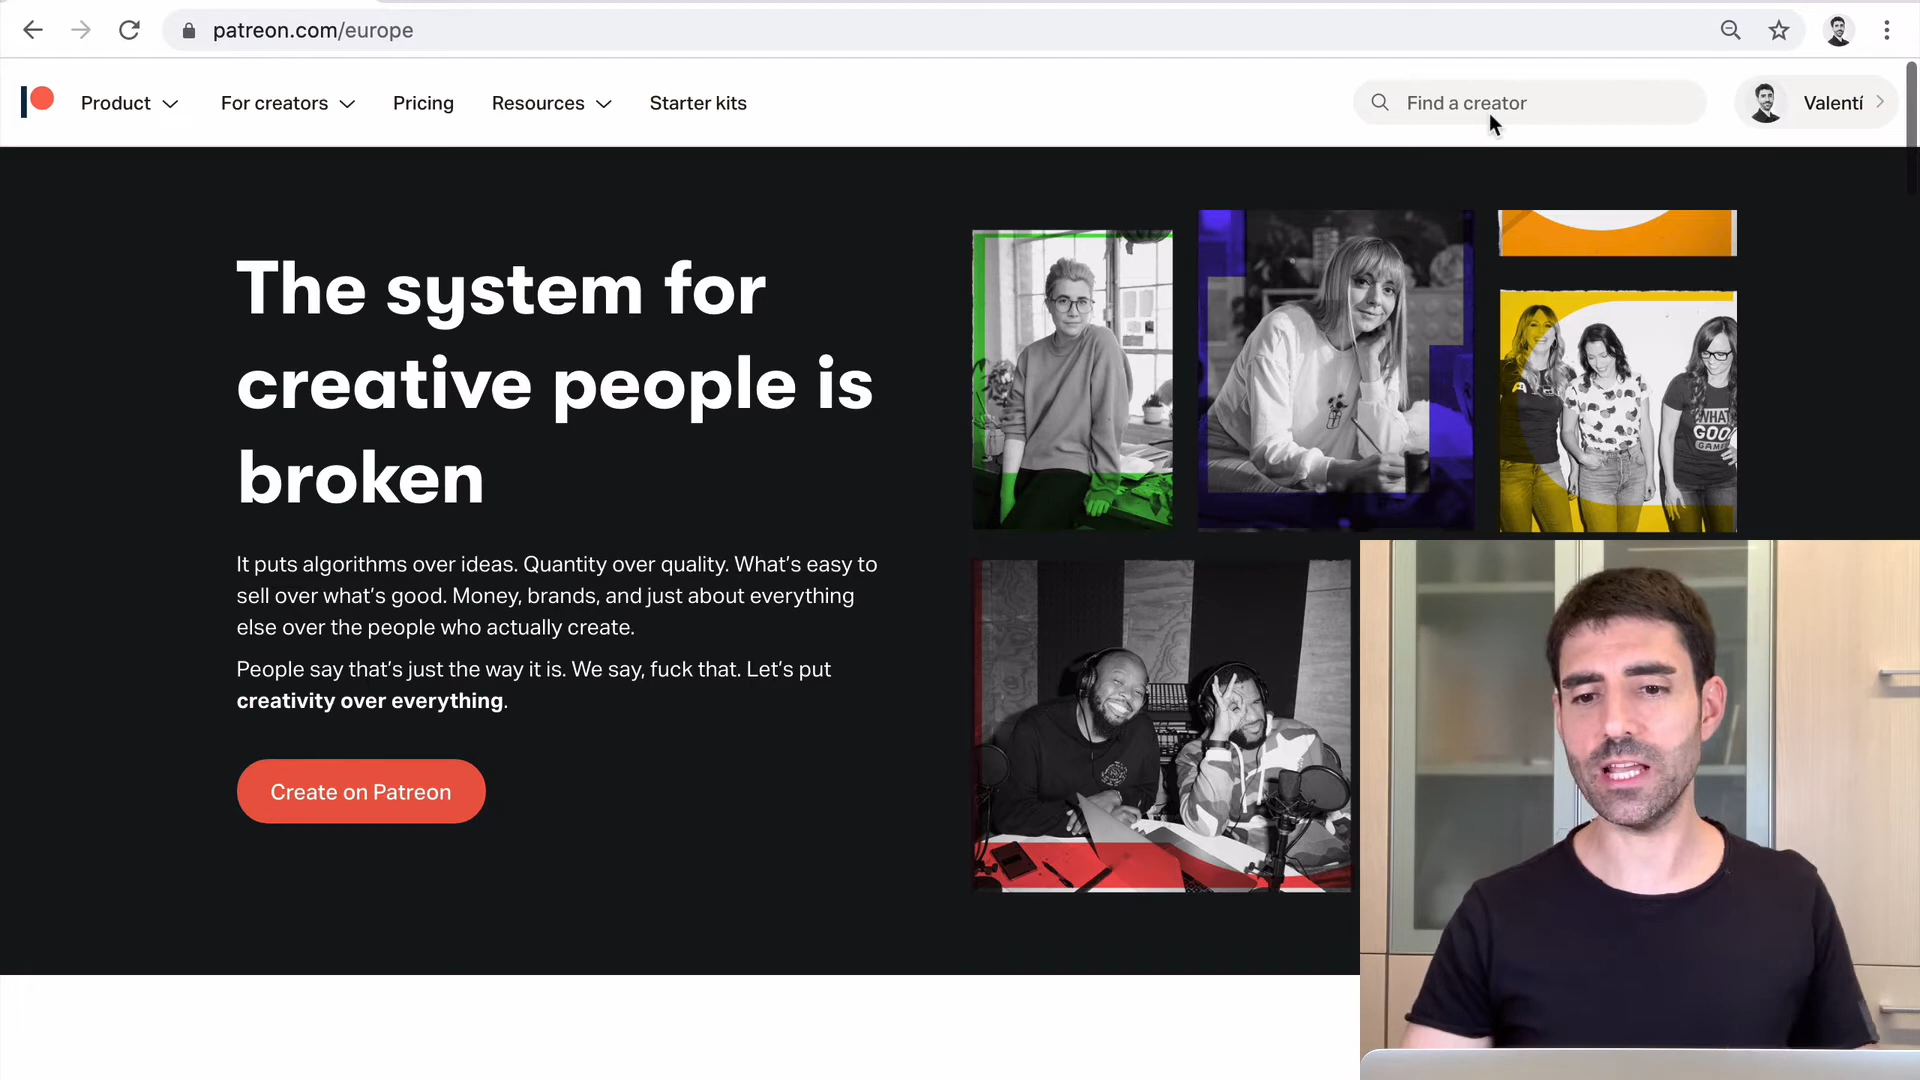 patreon.com/europe
Product
For creators
Pricing
Resources
Starter kits
Find a creator
Valentí
The system for
creative people is
broken
It puts algorithms over ideas. Quantity over quality. What's easy to
sell over what's good. Money, brands, and just about everything
else over the people who actually create.
People say that's just the way it is. We say, fuck that. Let's put
creativity over everything.
Create on Patreon
WHAT
GOO
GAME